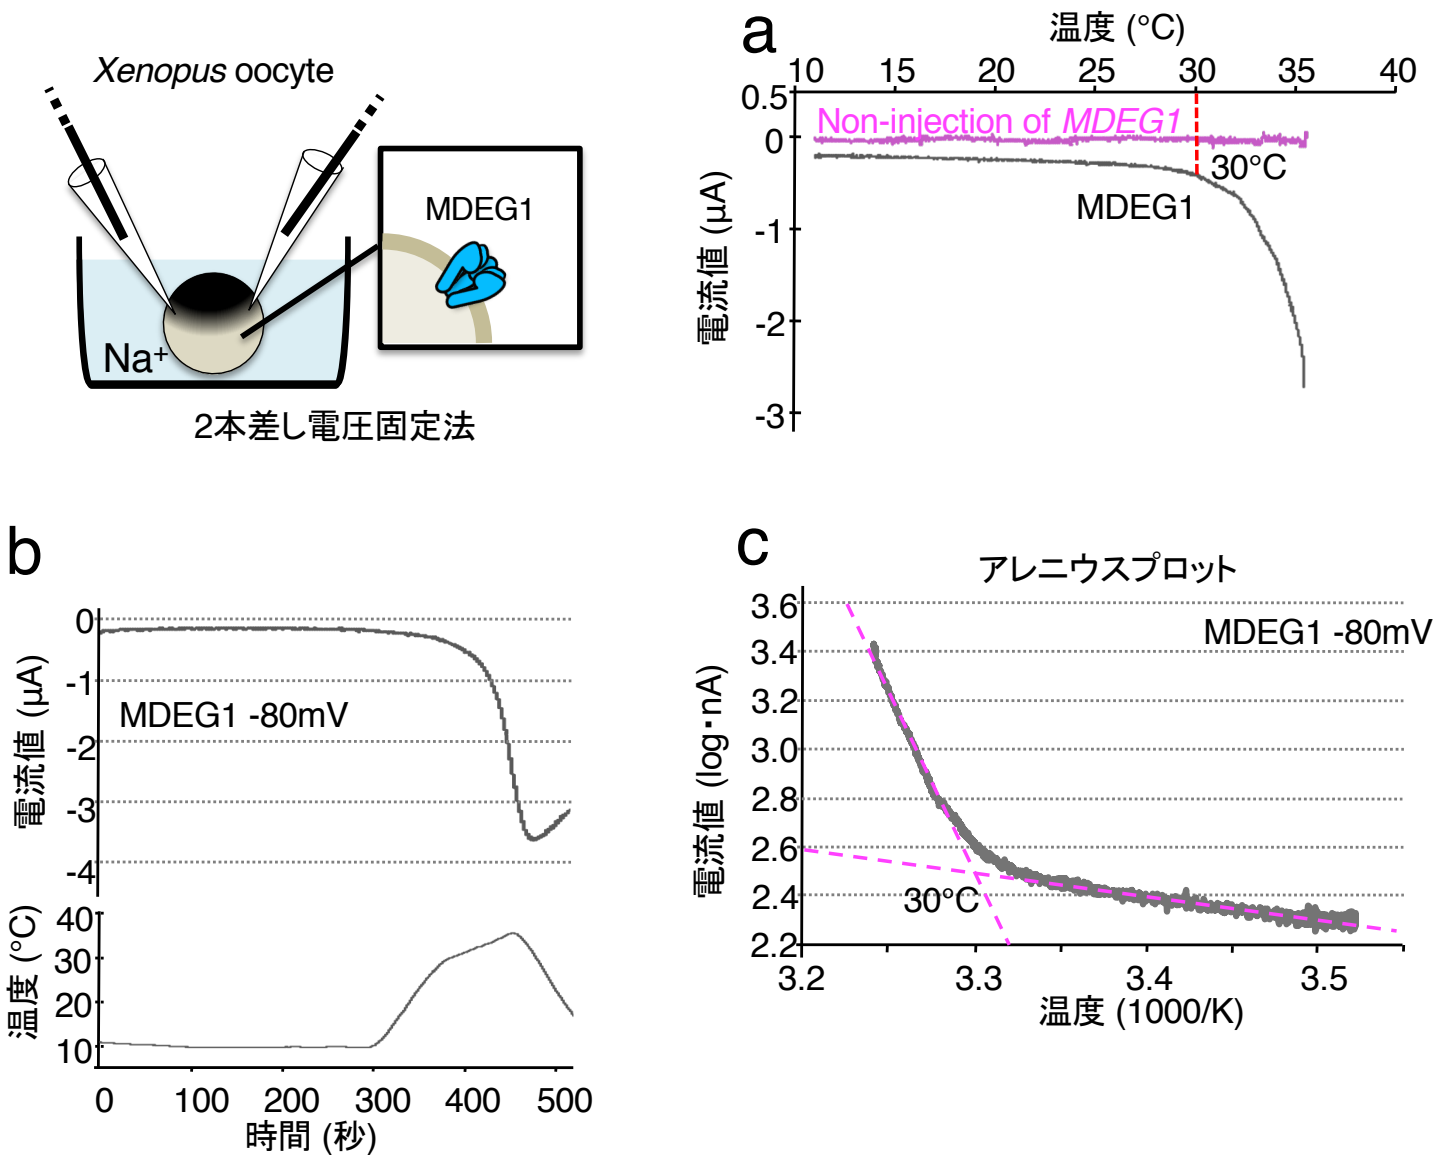 Xenopus oocyte
MDEG1
Na+
2本差し電圧固定法
a
温度 (°C)
10 15 20 25 30 35 40
0.5
0
-1
-2
-3
電流値 (μA)
Non-injection of MDEG1
30°C
MDEG1
b
0
-1
-2
-3
-4
電流値 (μA)
MDEG1 -80mV
40
30
20
10
温度 (°C)
0 100 200 300 400 500
時間 (秒)
c
アレニウスプロット
MDEG1 -80mV
3.6
3.4
3.2
3.0
2.8
2.6
2.4
2.2
電流値 (log・nA)
30°C
3.2 3.3 3.4 3.5
温度 (1000/K)